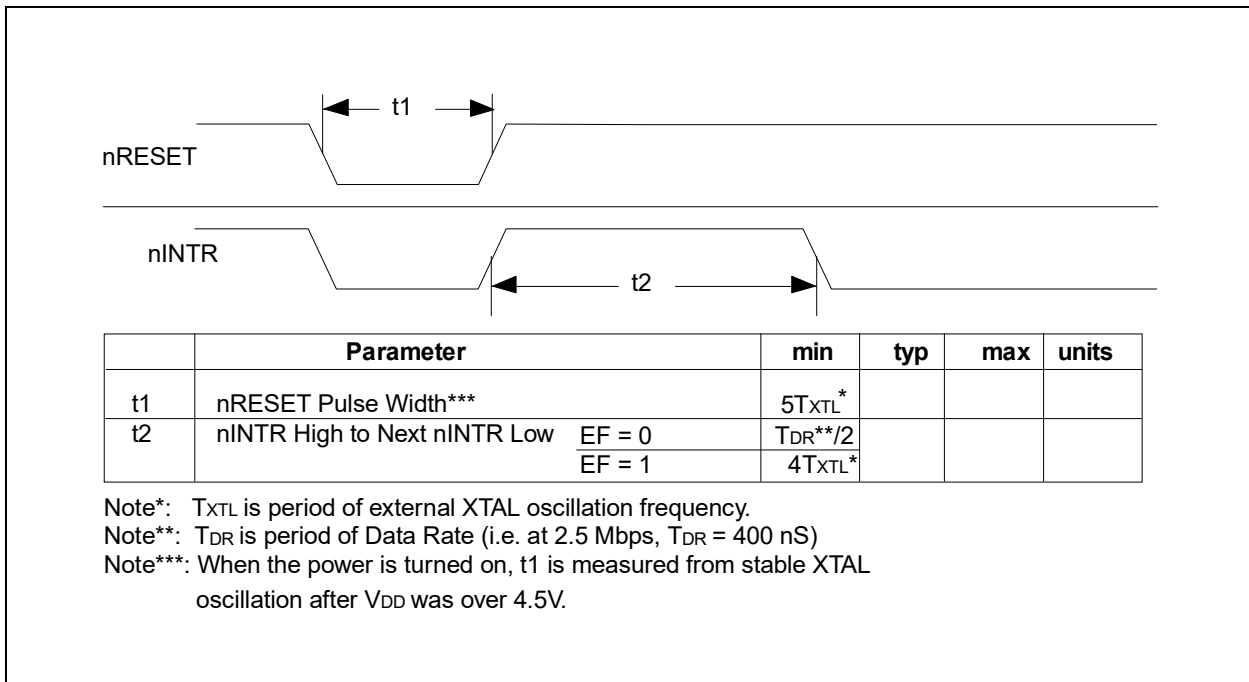 t1
nRESET
nINTR
t2
Parameter min typ max units
t1 nRESET Pulse Width*** 5TXTL*
t2 nINTR High to Next nINTR Low EF = 0 TDR**/2
EF = 1 4TXTL*
Note*: TXTL is period of external XTAL oscillation frequency.
Note**: TDR is period of Data Rate (i.e. at 2.5 Mbps, TDR = 400 nS)
Note***: When the power is turned on, t1 is measured from stable XTAL
oscillation after VDD was over 4.5V.